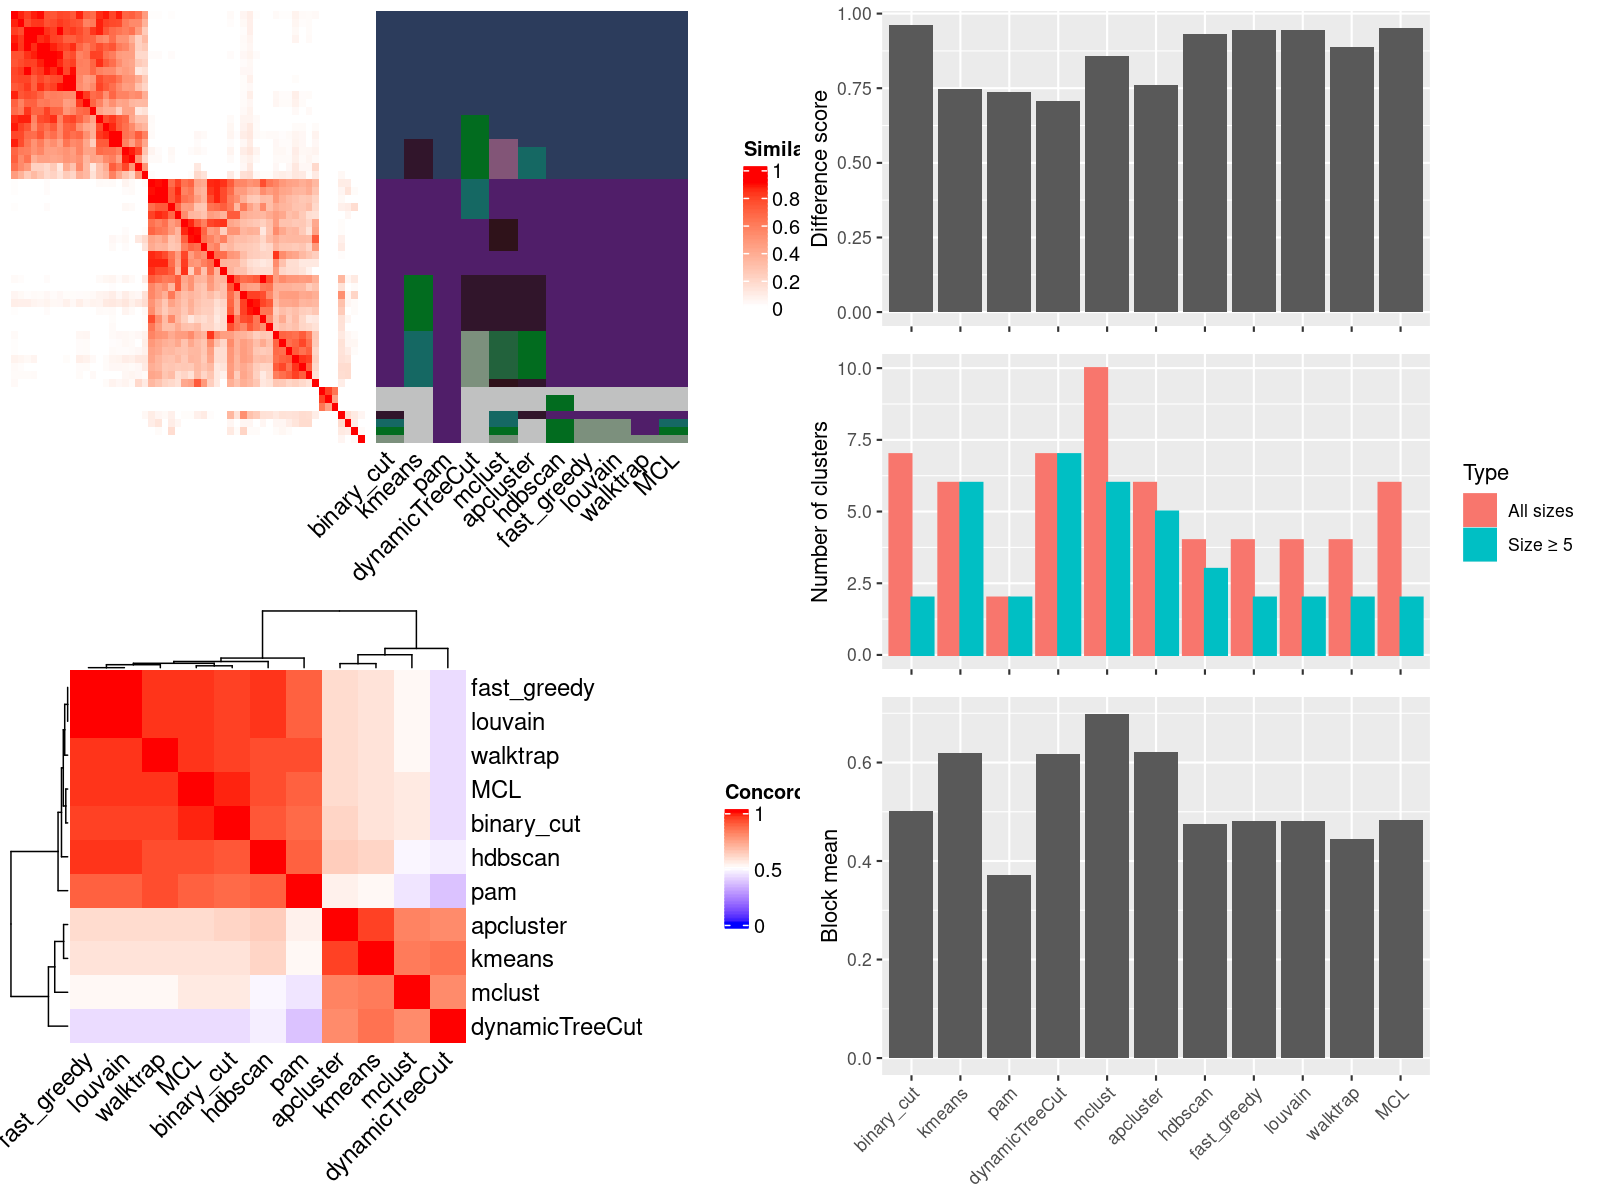 Simila
1
0.8
0.6
0.4
0.2
0
binary_cut
kmeans
pam
dynamicTreeCut
mclust
apcluster
hdbscan
fast_greedy
louvain
walktrap
MCL
Difference score
1.00
0.75
0.50
0.25
0.00
Number of clusters
10.0
7.5
5.0
2.5
0.0
Type
All sizes
Size ≥ 5
fast_greedy
louvain
walktrap
MCL
binary_cut
hdbscan
pam
apcluster
kmeans
mclust
dynamicTreeCut
fast_greedy
louvain
walktrap
MCL
binary_cut
hdbscan
pam
apcluster
kmeans
mclust
dynamicTreeCut
Concord
1
0.5
0
Block mean
0.6
0.4
0.2
0.0
binary_cut
kmeans
pam
dynamicTreeCut
mclust
apcluster
hdbscan
fast_greedy
louvain
walktrap
MCL